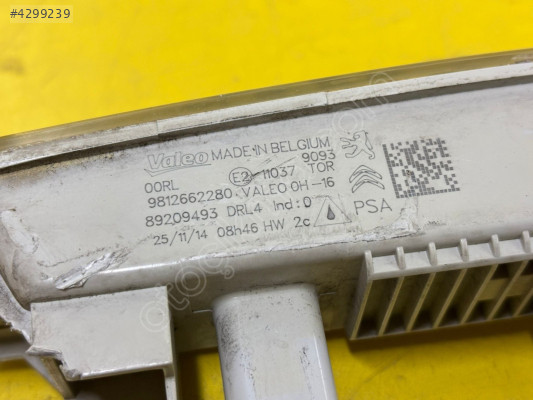 #4299239
Valeo MADE IN BELGIUM
9093
00RL E2 11037 TOR
9812662280 VALEO 0H-16
89209493 DRL4 Ind:0
PSA
25/11/14 08h46 HW 2c